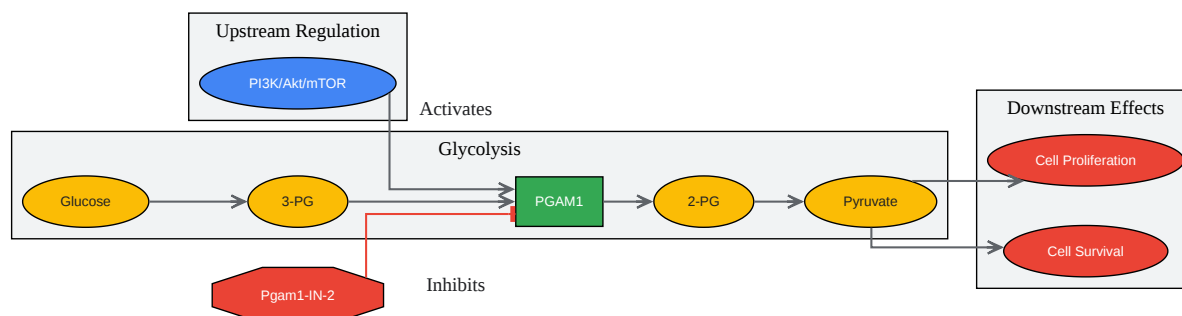 Upstream Regulation
PI3K/Akt/mTOR
Activates
Downstream Effects
Glycolysis
Cell Proliferation
Glucose
3-PG
PGAM1
2-PG
Pyruvate
Cell Survival
Pgam1-IN-2
Inhibits